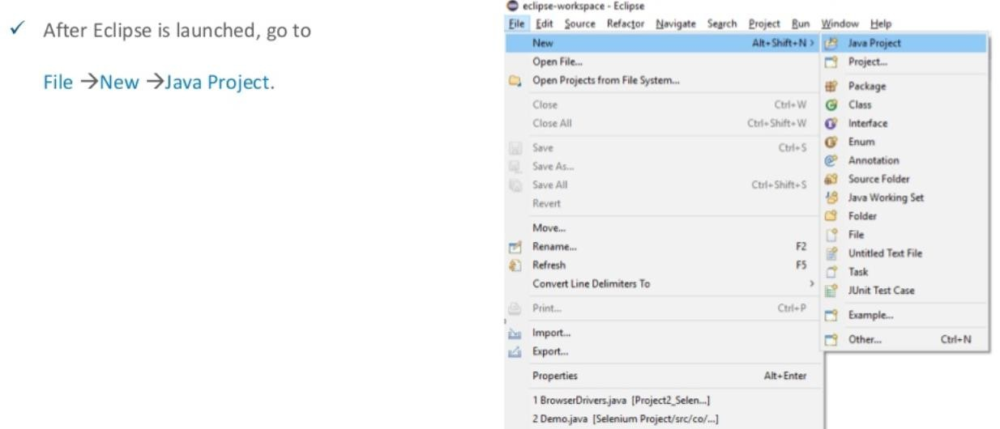 ✓ After Eclipse is launched, go to
File →New →Java Project.
eclipse-workspace - Eclipse
File Edit Source Refactor Navigate Search Project Run Window Help
New Alt+Shift+N >
Open File...
Open Projects from File System...
Close Ctrl+W
Close All Ctrl+Shift+W
Save Ctrl+S
Save As...
Save All Ctrl+Shift+S
Revert
Move...
Rename... F2
Refresh F5
Convert Line Delimiters To >
Print... Ctrl+P
Import...
Export...
Properties Alt+Enter
1 BrowserDrivers.java [Project2_Selen...]
2 Demo.java [Selenium Project/src/co/...]
Java Project
Project...
Package
Class
Interface
Enum
Annotation
Source Folder
Java Working Set
Folder
File
Untitled Text File
Task
JUnit Test Case
Example...
Other... Ctrl+N